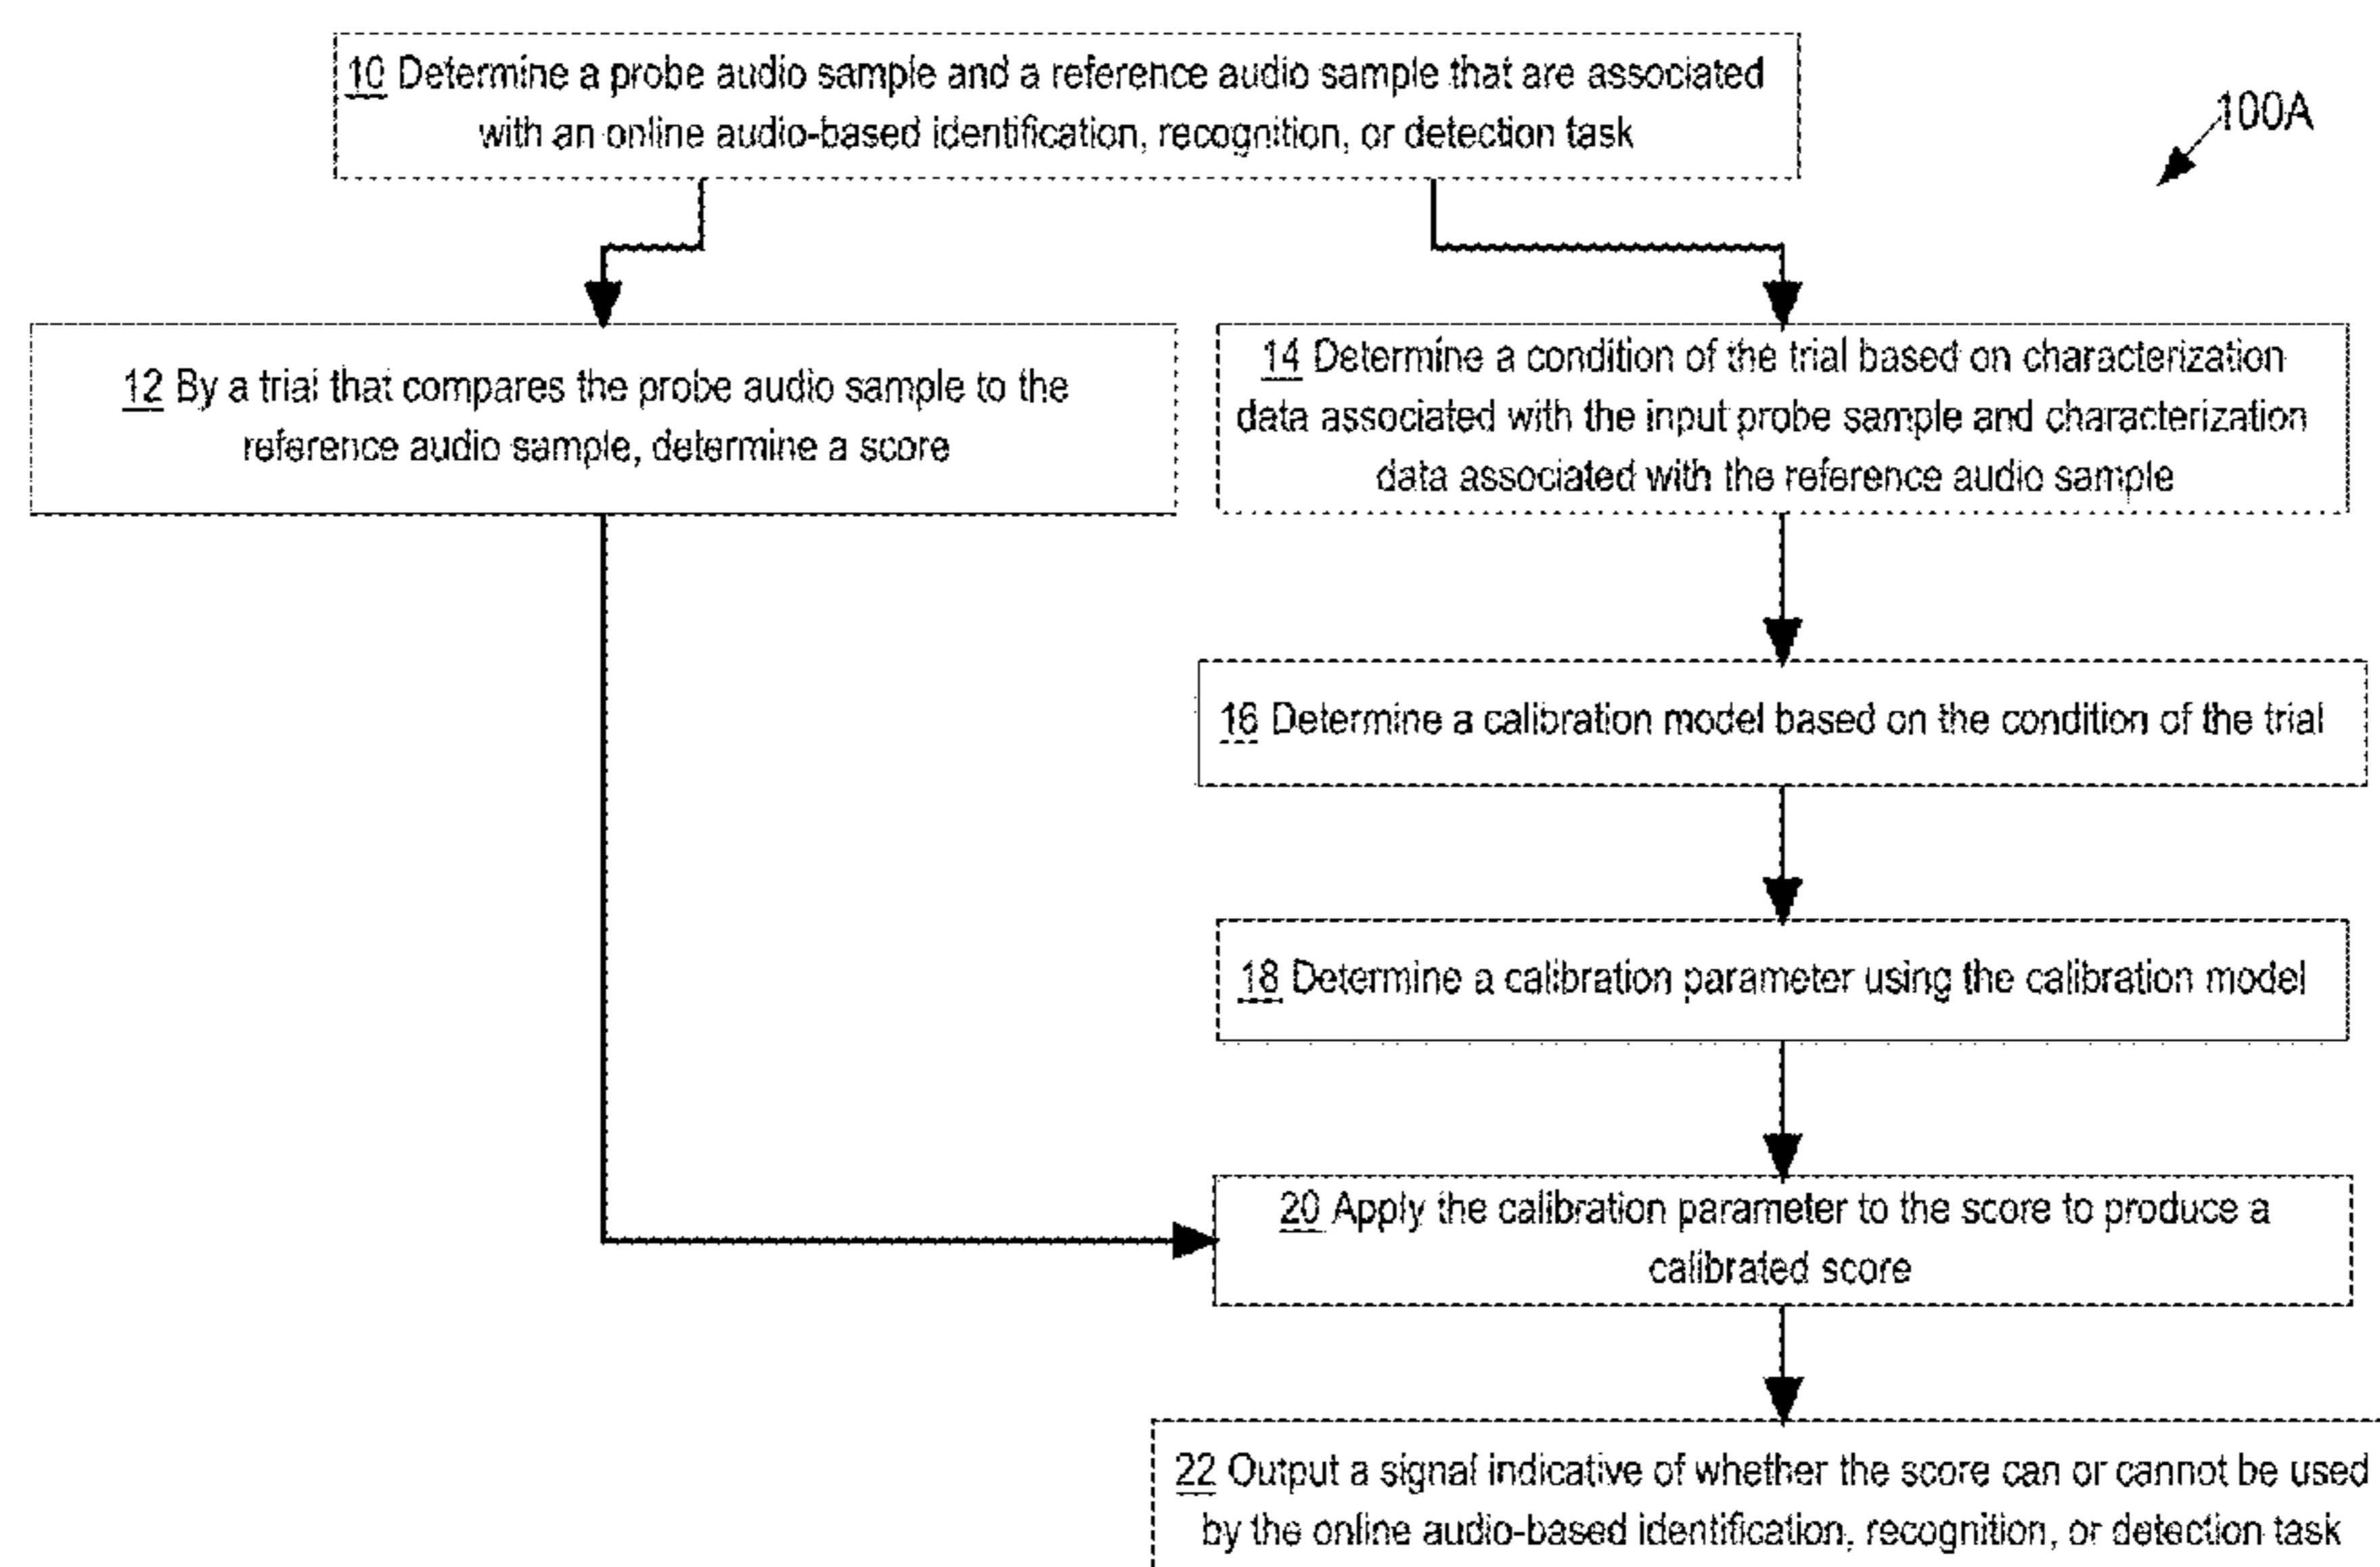 10 Determine a probe audio sample and a reference audio sample that are associated
with an online audio-based identification, recognition, or detection task
100A
12 By a trial that compares the probe audio sample to the
reference audio sample, determine a score
14 Determine a condition of the trial based on characterization
data associated with the input probe sample and characterization
data associated with the reference audio sample
16 Determine a calibration model based on the condition of the trial
18 Determine a calibration parameter using the calibration model
20 Apply the calibration parameter to the score to produce a
calibrated score
22 Output a signal indicative of whether the score can or cannot be used
by the online audio-based identification, recognition, or detection task